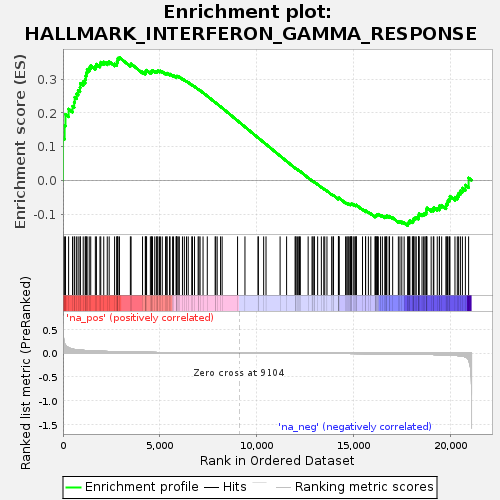 Enrichment plot:
HALLMARK_INTERFERON_GAMMA_RESPONSE
Enrichment score (ES)
0.3
0.2
0.1
0.0
-0.1
'na_pos' (positively correlated)
Ranked list metric (PreRanked)
0.5
0.0
-0.5
-1.0
-1.5
Zero cross at 9104
'na_neg' (negatively correlated)
0
5,000
10,000
15,000
20,000
Rank in Ordered Dataset
Enrichment profile
Hits
Ranking metric scores